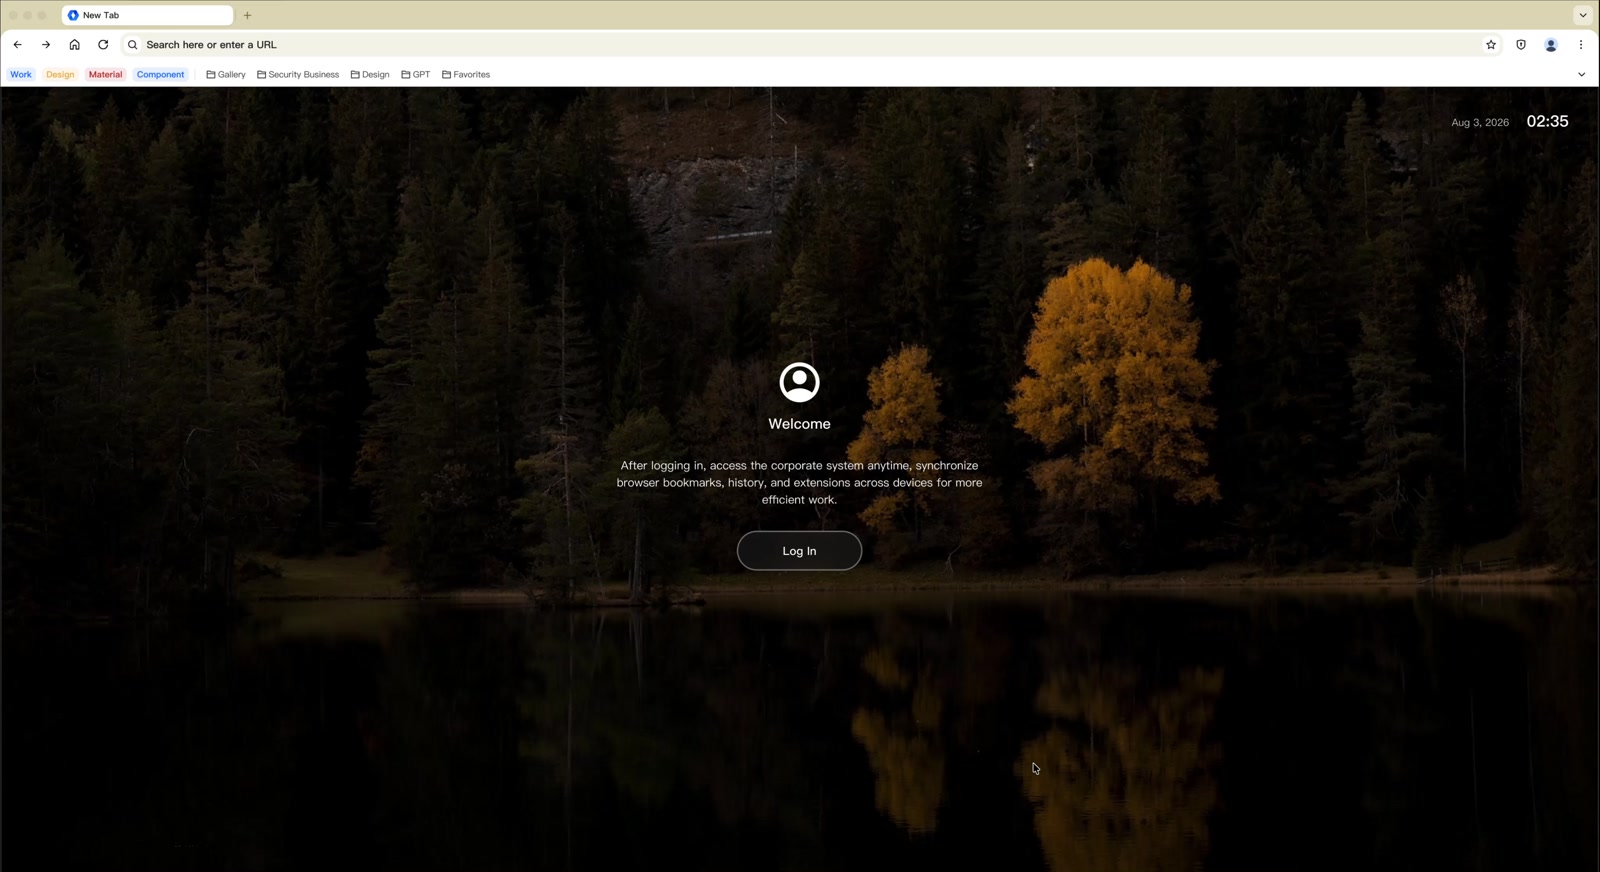 New Tab
Search here or enter a URL
Work Design Material Component Gallery Security Business Design GPT Favorites
Aug 3, 2026 02:35
Welcome
After logging in, access the corporate system anytime, synchronize
browser bookmarks, history, and extensions across devices for more
efficient work.
Log In